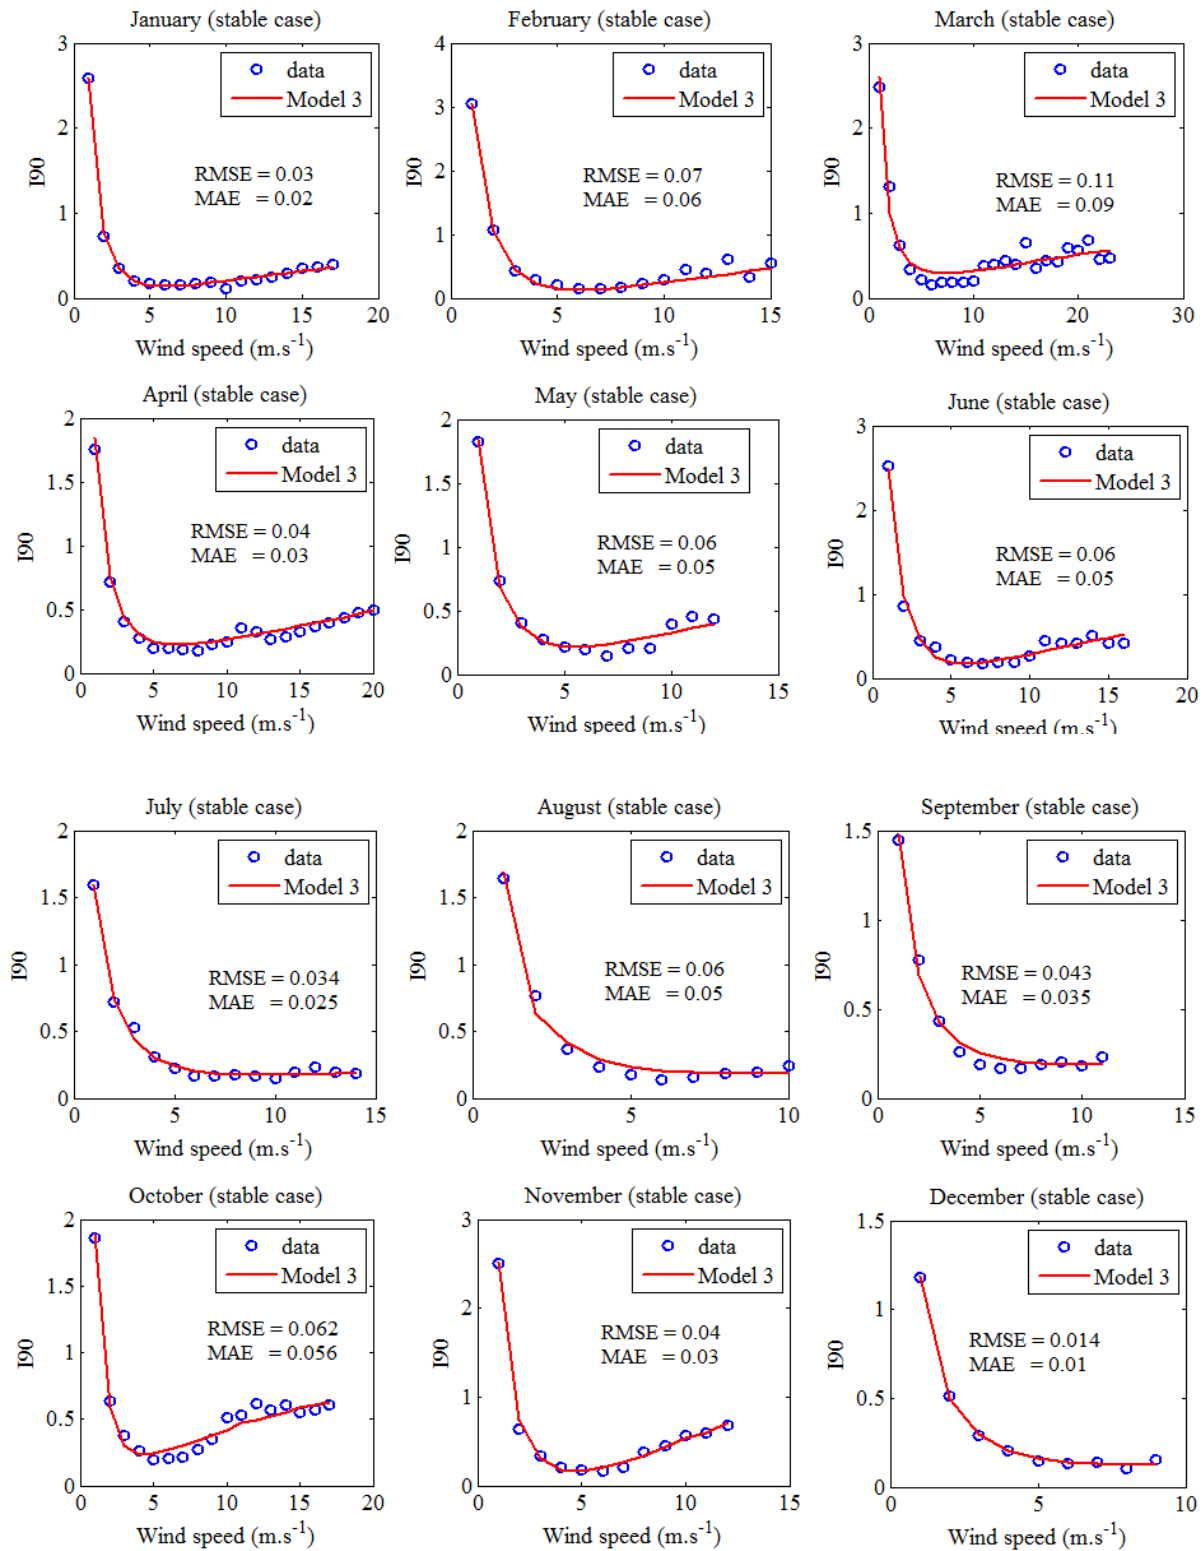 January (stable case)
3
2
1
0
I90
data
Model 3
RMSE = 0.03
MAE = 0.02
0 5 10 15 20
Wind speed (m.s-1)
February (stable case)
4
3
2
1
0
I90
data
Model 3
RMSE = 0.07
MAE = 0.06
0 5 10 15
Wind speed (m.s-1)
March (stable case)
3
2
1
0
I90
data
Model 3
RMSE = 0.11
MAE = 0.09
0 10 20 30
Wind speed (m.s-1)
April (stable case)
2
1.5
1
0.5
0
I90
data
Model 3
RMSE = 0.04
MAE = 0.03
0 5 10 15 20
Wind speed (m.s-1)
May (stable case)
2
1.5
1
0.5
0
I90
data
Model 3
RMSE = 0.06
MAE = 0.05
0 5 10 15
Wind speed (m.s-1)
June (stable case)
3
2
1
0
I90
data
Model 3
RMSE = 0.06
MAE = 0.05
0 5 10 15 20
Wind speed (m.s-1)
July (stable case)
2
1.5
1
0.5
0
I90
data
Model 3
RMSE = 0.034
MAE = 0.025
0 5 10 15
Wind speed (m.s-1)
August (stable case)
2
1.5
1
0.5
0
I90
data
Model 3
RMSE = 0.06
MAE = 0.05
0 5 10
Wind speed (m.s-1)
September (stable case)
1.5
1
0.5
0
I90
data
Model 3
RMSE = 0.043
MAE = 0.035
0 5 10 15
Wind speed (m.s-1)
October (stable case)
2
1.5
1
0.5
0
I90
data
Model 3
RMSE = 0.062
MAE = 0.056
0 5 10 15 20
Wind speed (m.s-1)
November (stable case)
3
2
1
0
I90
data
Model 3
RMSE = 0.04
MAE = 0.03
0 5 10 15
Wind speed (m.s-1)
December (stable case)
1.5
1
0.5
0
I90
data
Model 3
RMSE = 0.014
MAE = 0.01
0 5 10
Wind speed (m.s-1)